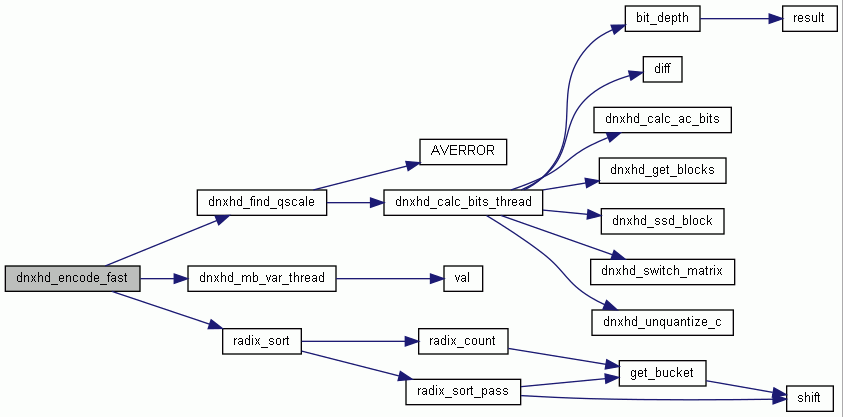 bit_depth
result
diff
dnxhd_calc_ac_bits
AVERROR
dnxhd_get_blocks
dnxhd_find_qscale
dnxhd_calc_bits_thread
dnxhd_ssd_block
dnxhd_encode_fast
dnxhd_mb_var_thread
val
dnxhd_switch_matrix
dnxhd_unquantize_c
radix_sort
radix_count
get_bucket
radix_sort_pass
shift